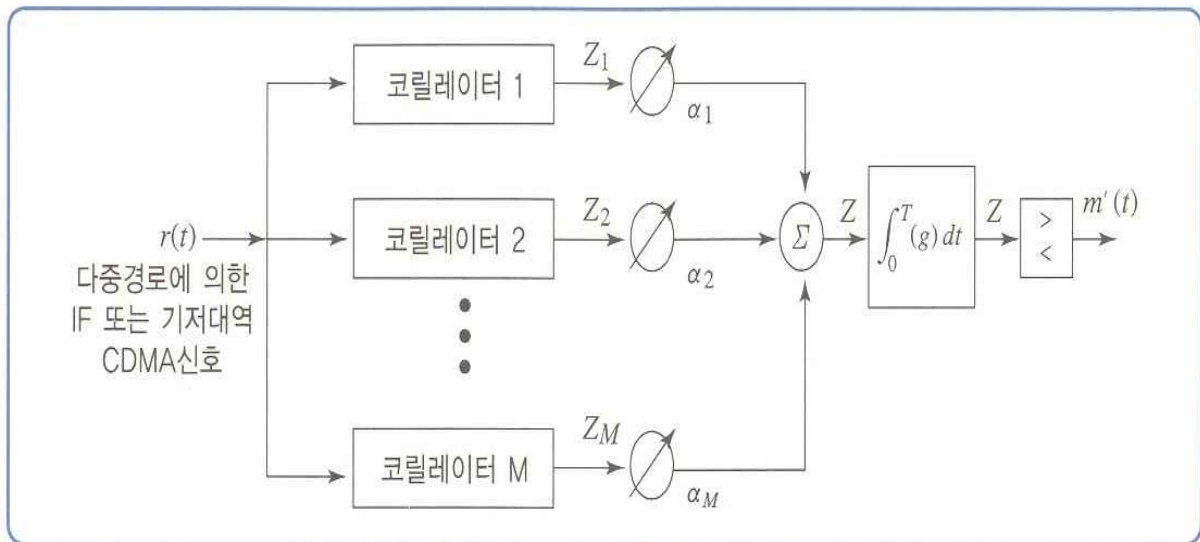 코릴레이터 1
Z₁
α₁
r(t)
다중경로에 의한
IF 또는 기저대역
CDMA신호
코릴레이터 2
Z₂
α₂
Σ
Z
∫₀ᵀ (g) dt
Z
>
<
m′(t)
코릴레이터 M
Z_M
α_M